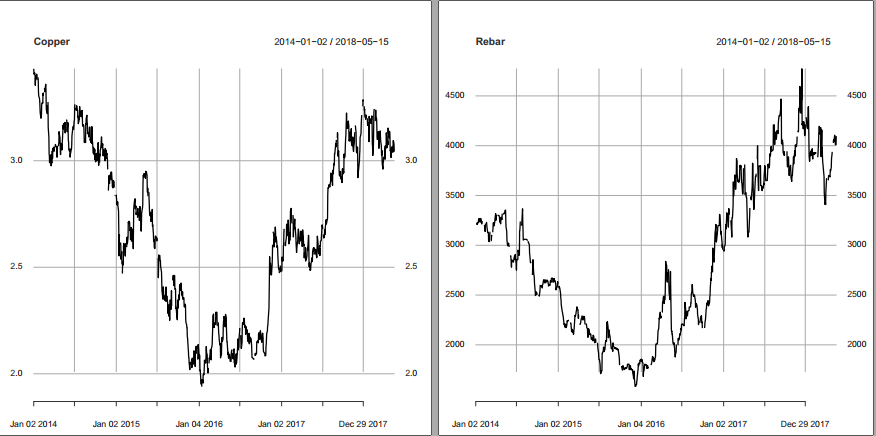 Copper 2014−01−02 / 2018−05−15
3.0 3.0
2.5 2.5
2.0 2.0
Jan 02 2014 Jan 02 2015 Jan 04 2016 Jan 02 2017 Dec 29 2017
Rebar 2014−01−02 / 2018−05−15
4500 4500
4000 4000
3500 3500
3000 3000
2500 2500
2000 2000
Jan 02 2014 Jan 02 2015 Jan 04 2016 Jan 02 2017 Dec 29 2017